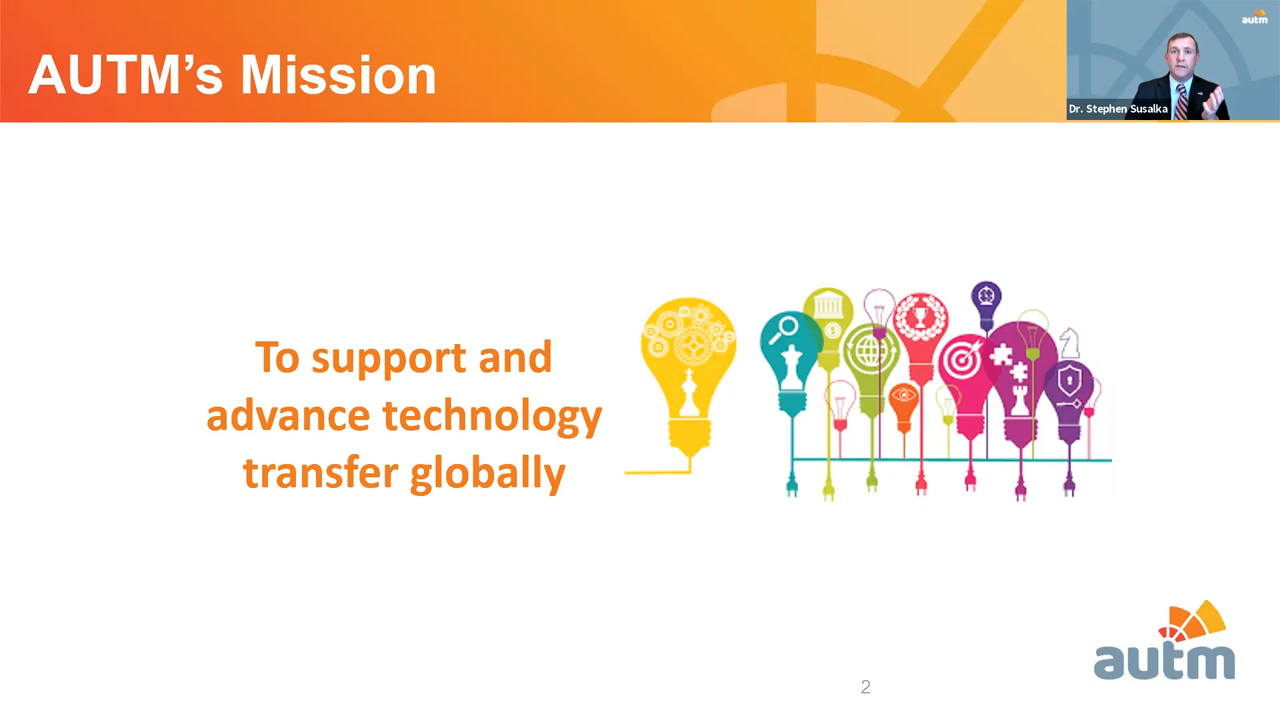 AUTM’s Mission
autm
Dr. Stephen Susalka
To support and
advance technology
transfer globally
$
autm
2